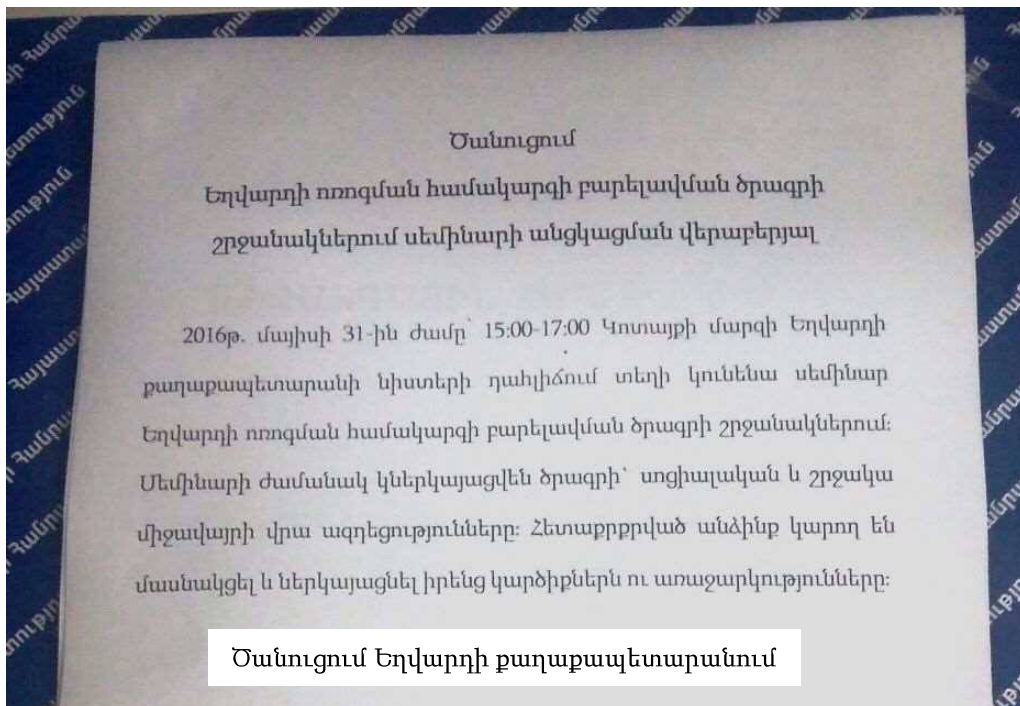 Ծանուցում
Եղվարդի ոռոգման համակարգի բարելավման ծրագրի
շրջանակներում սեմինարի անցկացման վերաբերյալ
2016թ. մայիսի 31-ին ժամը՝ 15:00-17:00 Կոտայքի մարզի Եղվարդի
քաղաքապետարանի նիստերի դահլիճում տեղի կունենա սեմինար
Եղվարդի ոռոգման համակարգի բարելավման ծրագրի շրջանակներում:
Սեմինարի ժամանակ կներկայացվեն ծրագրի՝ սոցիալական և շրջակա
միջավայրի վրա ազդեցությունները: Հետաքրքրված անձինք կարող են
մասնակցել և ներկայացնել իրենց կարծիքներն ու առաջարկությունները:
Ծանուցում Եղվարդի քաղաքապետարանում